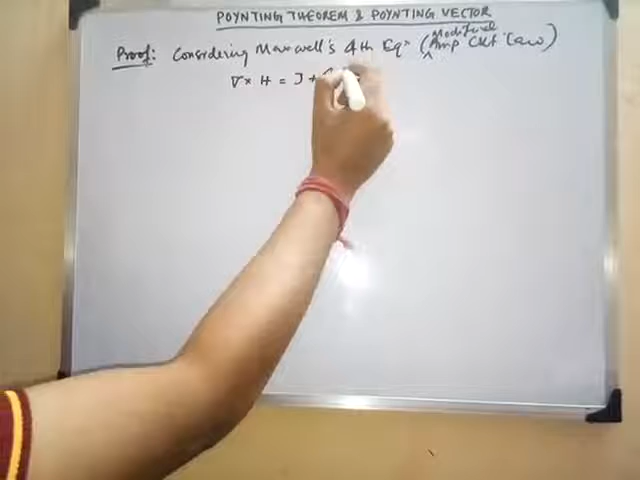 POYNTING THEOREM & POYNTING VECTOR
Proof: Considering Maxwell's 4th Eqn (Modified Amp Ckt Law)
∇ × H = J +